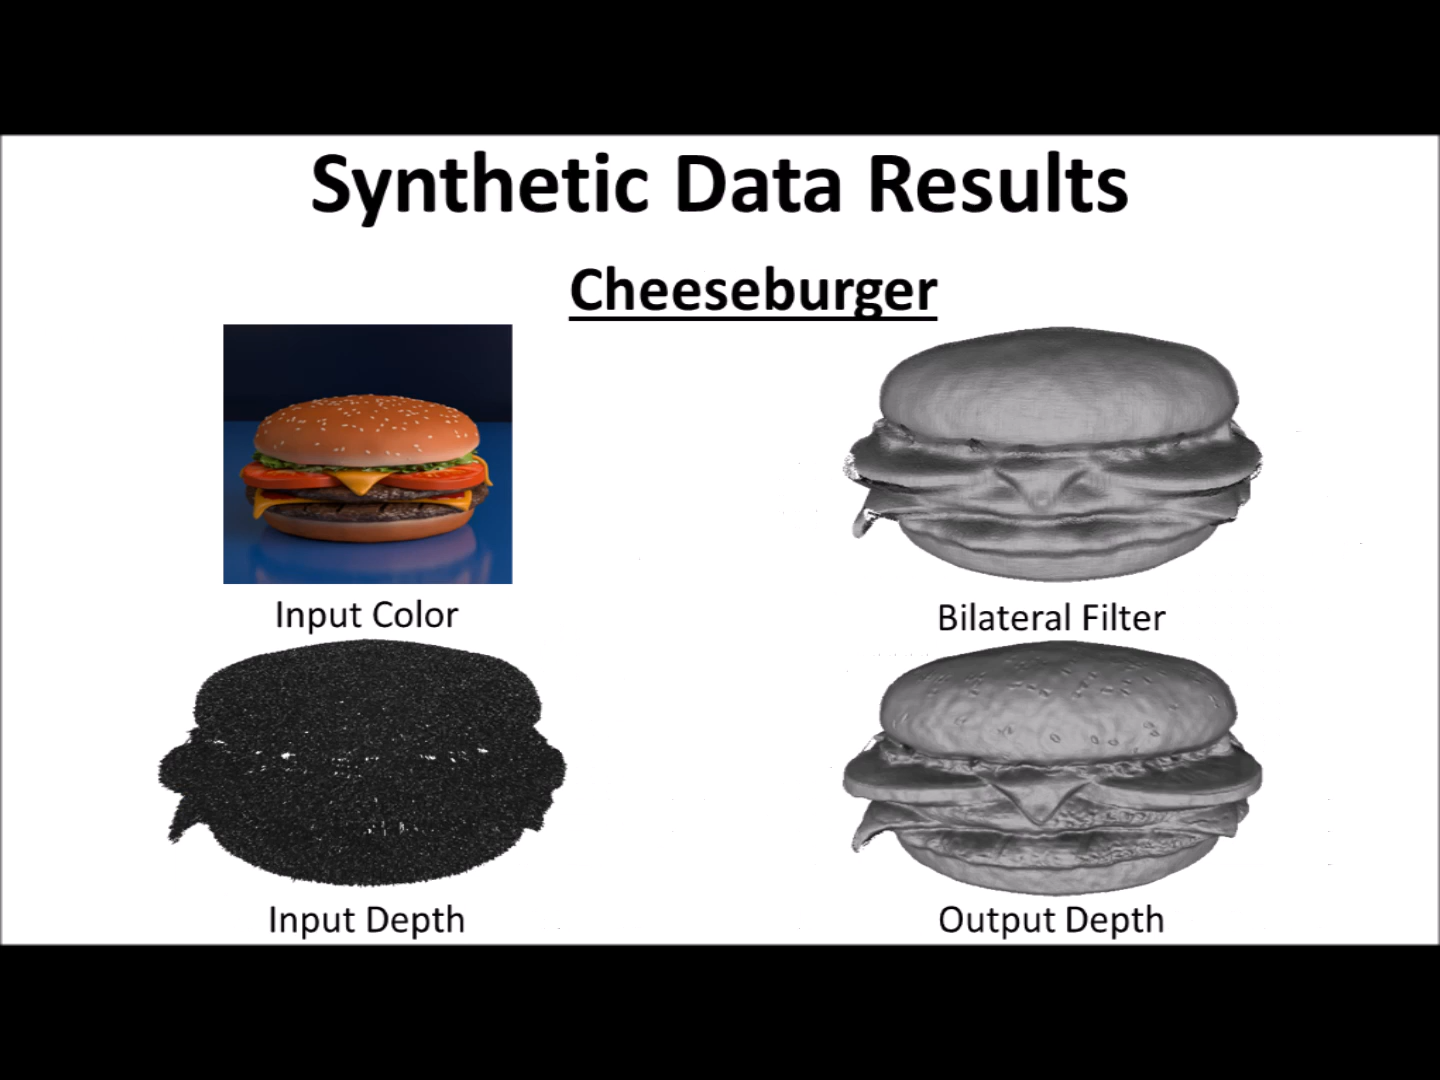 Synthetic Data Results
Cheeseburger
Input Color
Bilateral Filter
Input Depth
Output Depth